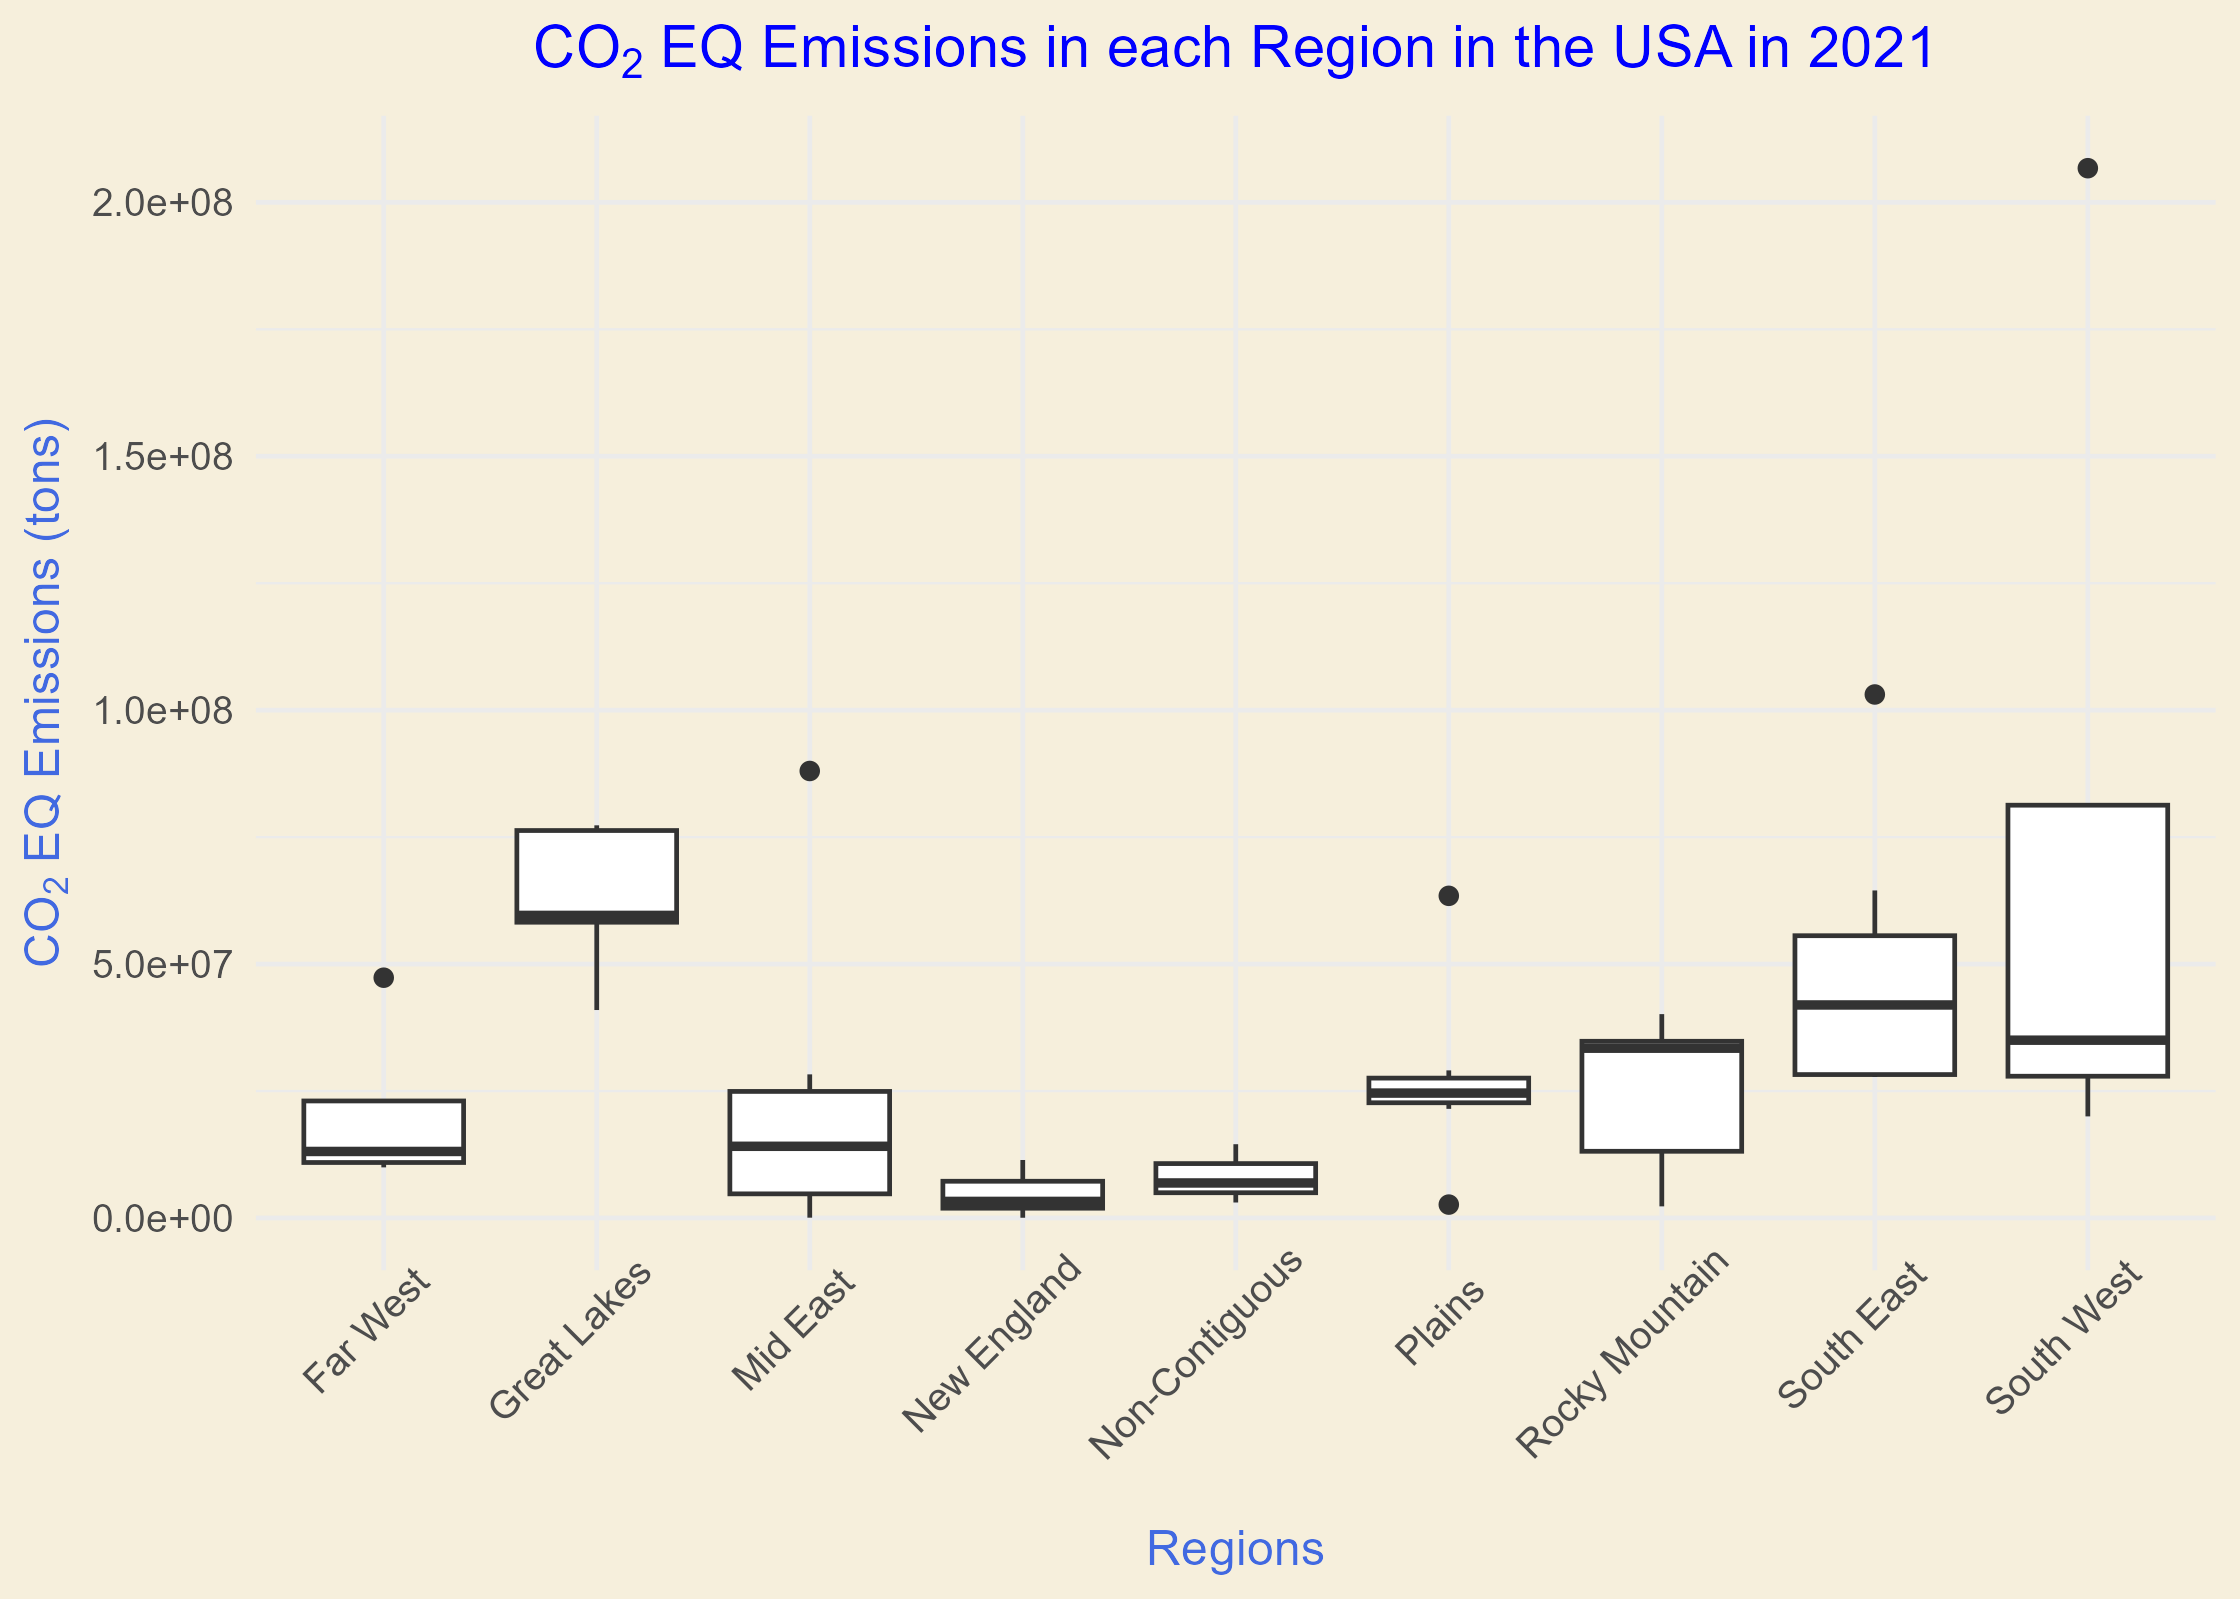 CO₂ EQ Emissions in each Region in the USA in 2021
CO₂ EQ Emissions (tons)
2.0e+08
1.5e+08
1.0e+08
5.0e+07
0.0e+00
Far West
Great Lakes
Mid East
New England
Non-Contiguous
Plains
Rocky Mountain
South East
South West
Regions